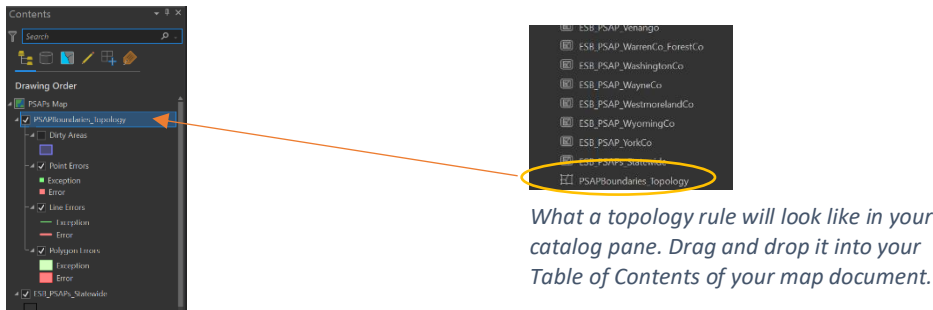 Contents
Search
Drawing Order
PSAPs Map
PSAPBoundaries_Topology
Dirty Areas
Point Errors
Exception
Error
Line Errors
Exception
Error
Polygon Errors
Exception
Error
ESB_PSAPs_Statewide
ESB_PSAP_Venango
ESB_PSAP_WarrenCo_ForestCo
ESB_PSAP_WashingtonCo
ESB_PSAP_WayneCo
ESB_PSAP_WestmorelandCo
ESB_PSAP_WyomingCo
ESB_PSAP_YorkCo
ESB_PSAPs_Statewide
PSAPBoundaries_Topology
What a topology rule will look like in your
catalog pane. Drag and drop it into your
Table of Contents of your map document.